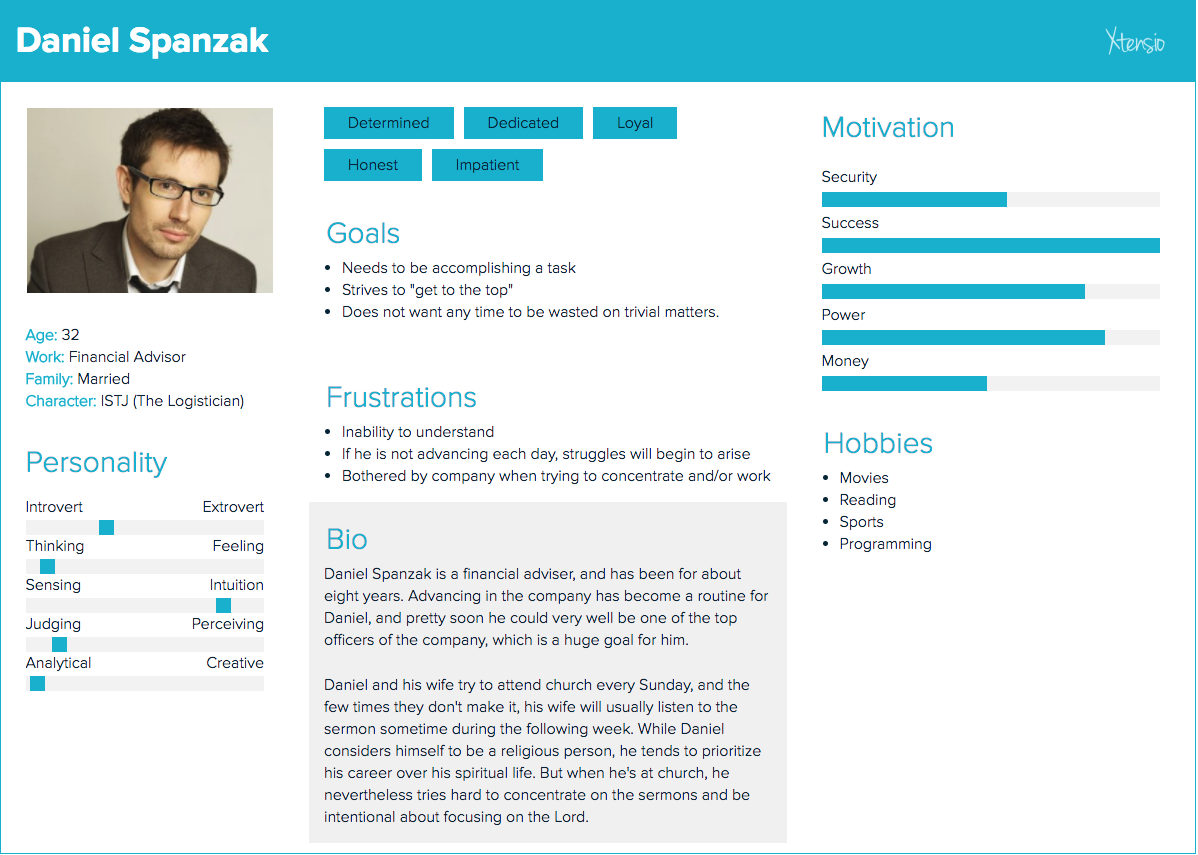 Daniel Spanzak
Xtensio
Age: 32
Work: Financial Advisor
Family: Married
Character: ISTJ (The Logistician)
Personality
Introvert Extrovert
Thinking Feeling
Sensing Intuition
Judging Perceiving
Analytical Creative
Determined Dedicated Loyal
Honest Impatient
Goals
• Needs to be accomplishing a task
• Strives to "get to the top"
• Does not want any time to be wasted on trivial matters.
Frustrations
• Inability to understand
• If he is not advancing each day, struggles will begin to arise
• Bothered by company when trying to concentrate and/or work
Bio
Daniel Spanzak is a financial adviser, and has been for about
eight years. Advancing in the company has become a routine for
Daniel, and pretty soon he could very well be one of the top
officers of the company, which is a huge goal for him.
Daniel and his wife try to attend church every Sunday, and the
few times they don't make it, his wife will usually listen to the
sermon sometime during the following week. While Daniel
considers himself to be a religious person, he tends to prioritize
his career over his spiritual life. But when he's at church, he
nevertheless tries hard to concentrate on the sermons and be
intentional about focusing on the Lord.
Motivation
Security
Success
Growth
Power
Money
Hobbies
• Movies
• Reading
• Sports
• Programming